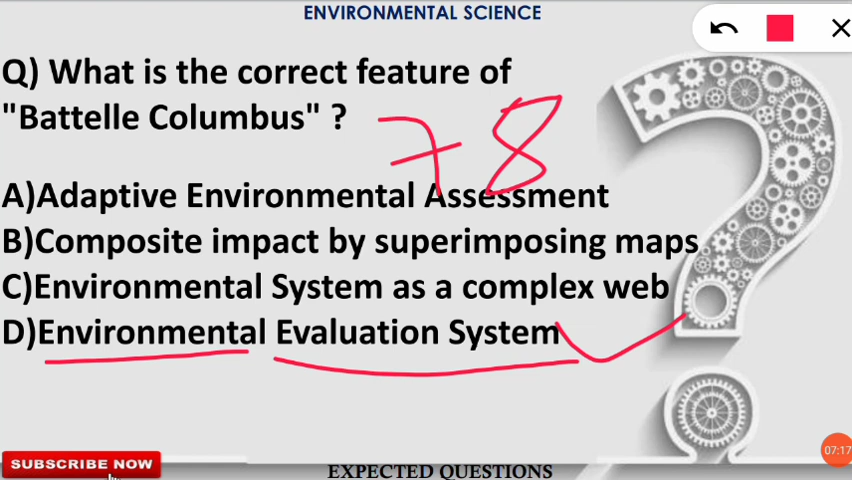 ENVIRONMENTAL SCIENCE
Q) What is the correct feature of
"Battelle Columbus" ?
78
A)Adaptive Environmental Assessment
B)Composite impact by superimposing maps
C)Environmental System as a complex web
D)Environmental Evaluation System
07:17
SUBSCRIBE NOW
EXPECTED QUESTIONS